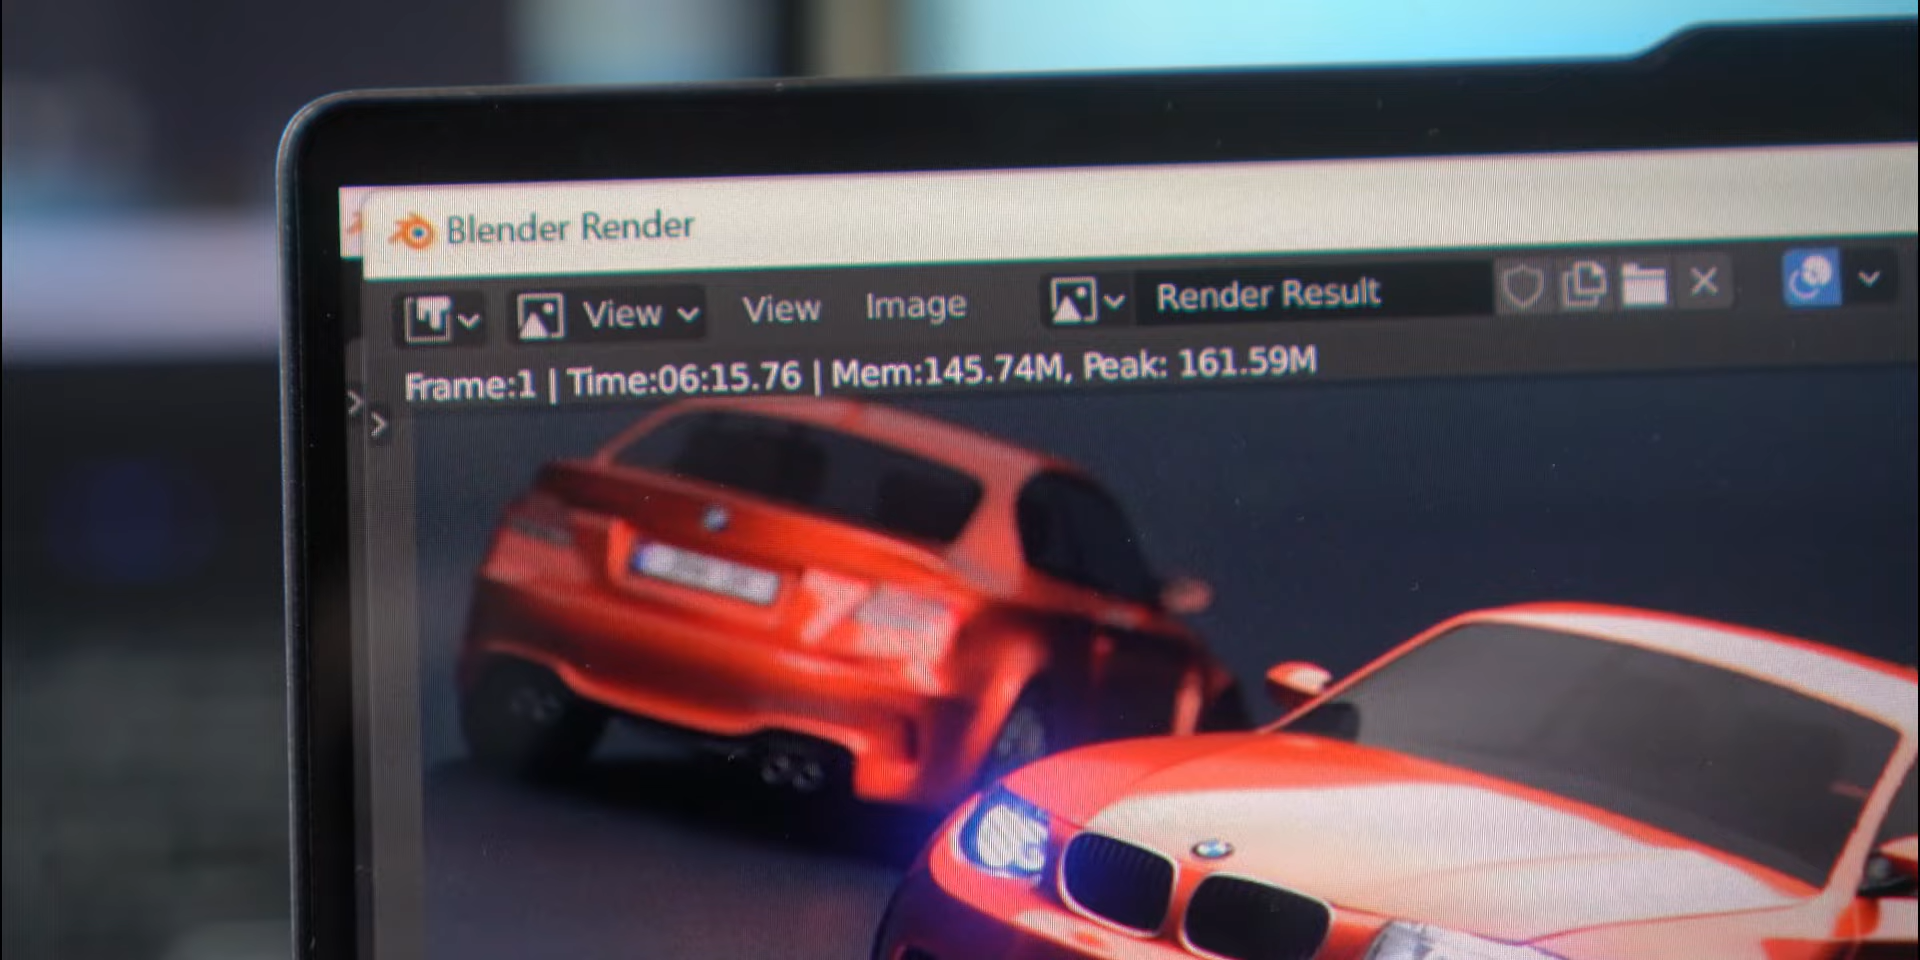 Blender Render
View View Image Render Result
Frame:1 | Time:06:15.76 | Mem:145.74M, Peak: 161.59M